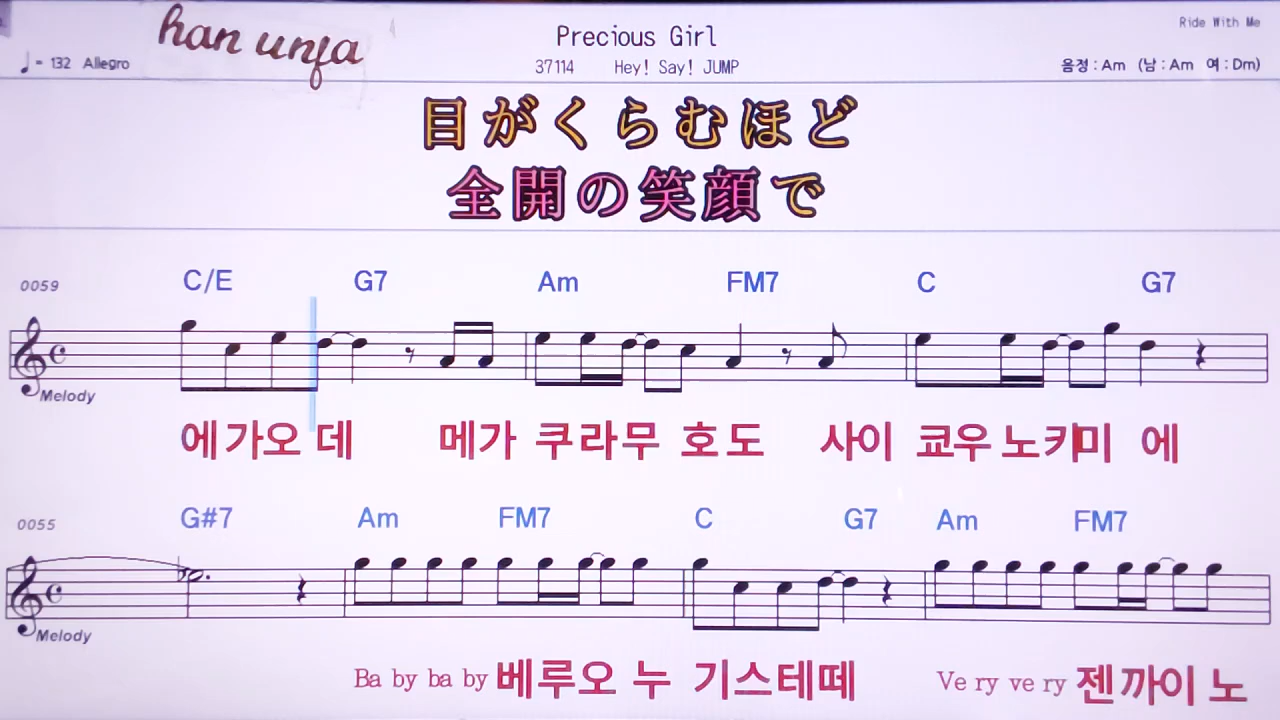 han unja
Precious Girl
Ride With Me
♩= 132 Allegro
37114 Hey! Say! JUMP
음정 : Am (남 : Am 여 : Dm)
目がくらむほど
全開の笑顔で
0059 C/E G7 Am FM7 C G7
Melody
에가오 데 메가 쿠라무 호도 사이 쿄우 노키미 에
0055 G#7 Am FM7 C G7 Am FM7
Melody
Ba by ba by 베루오 누 기스테떼 Ve ry ve ry 젠까이 노